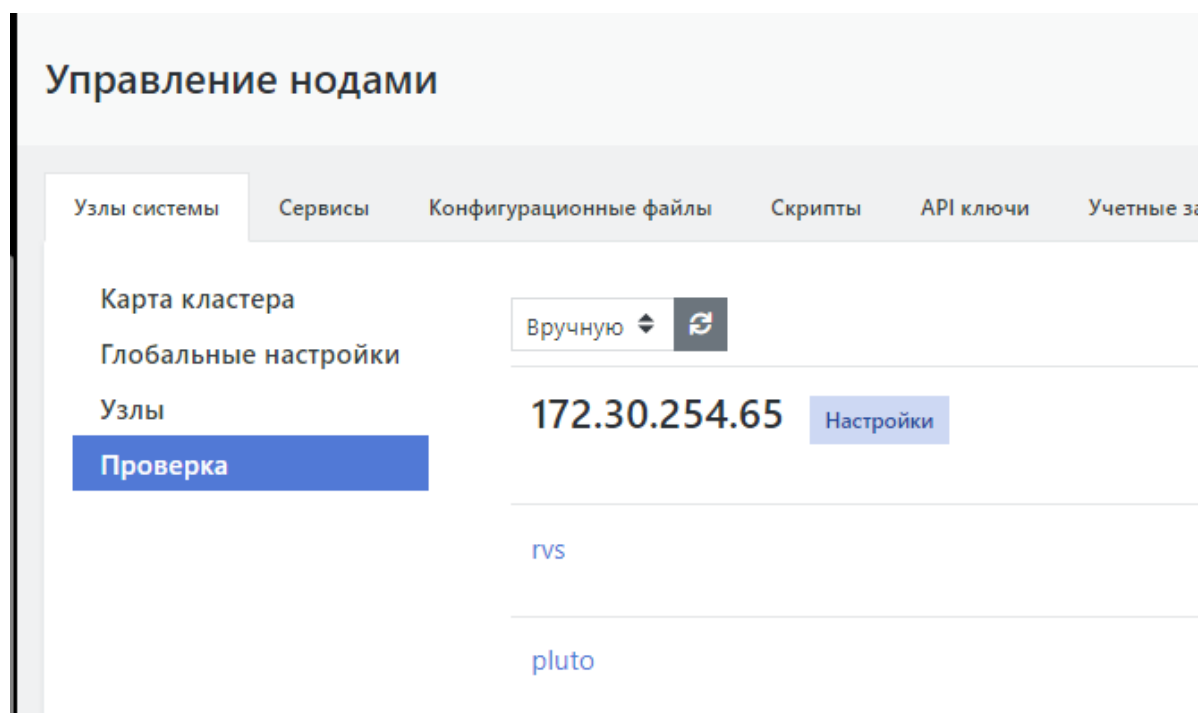 Управление нодами
Узлы системы Сервисы Конфигурационные файлы Скрипты API ключи Учетные
Карта кластера
Глобальные настройки
Узлы
Проверка
Вручную
172.30.254.65 Настройки
rvs
pluto